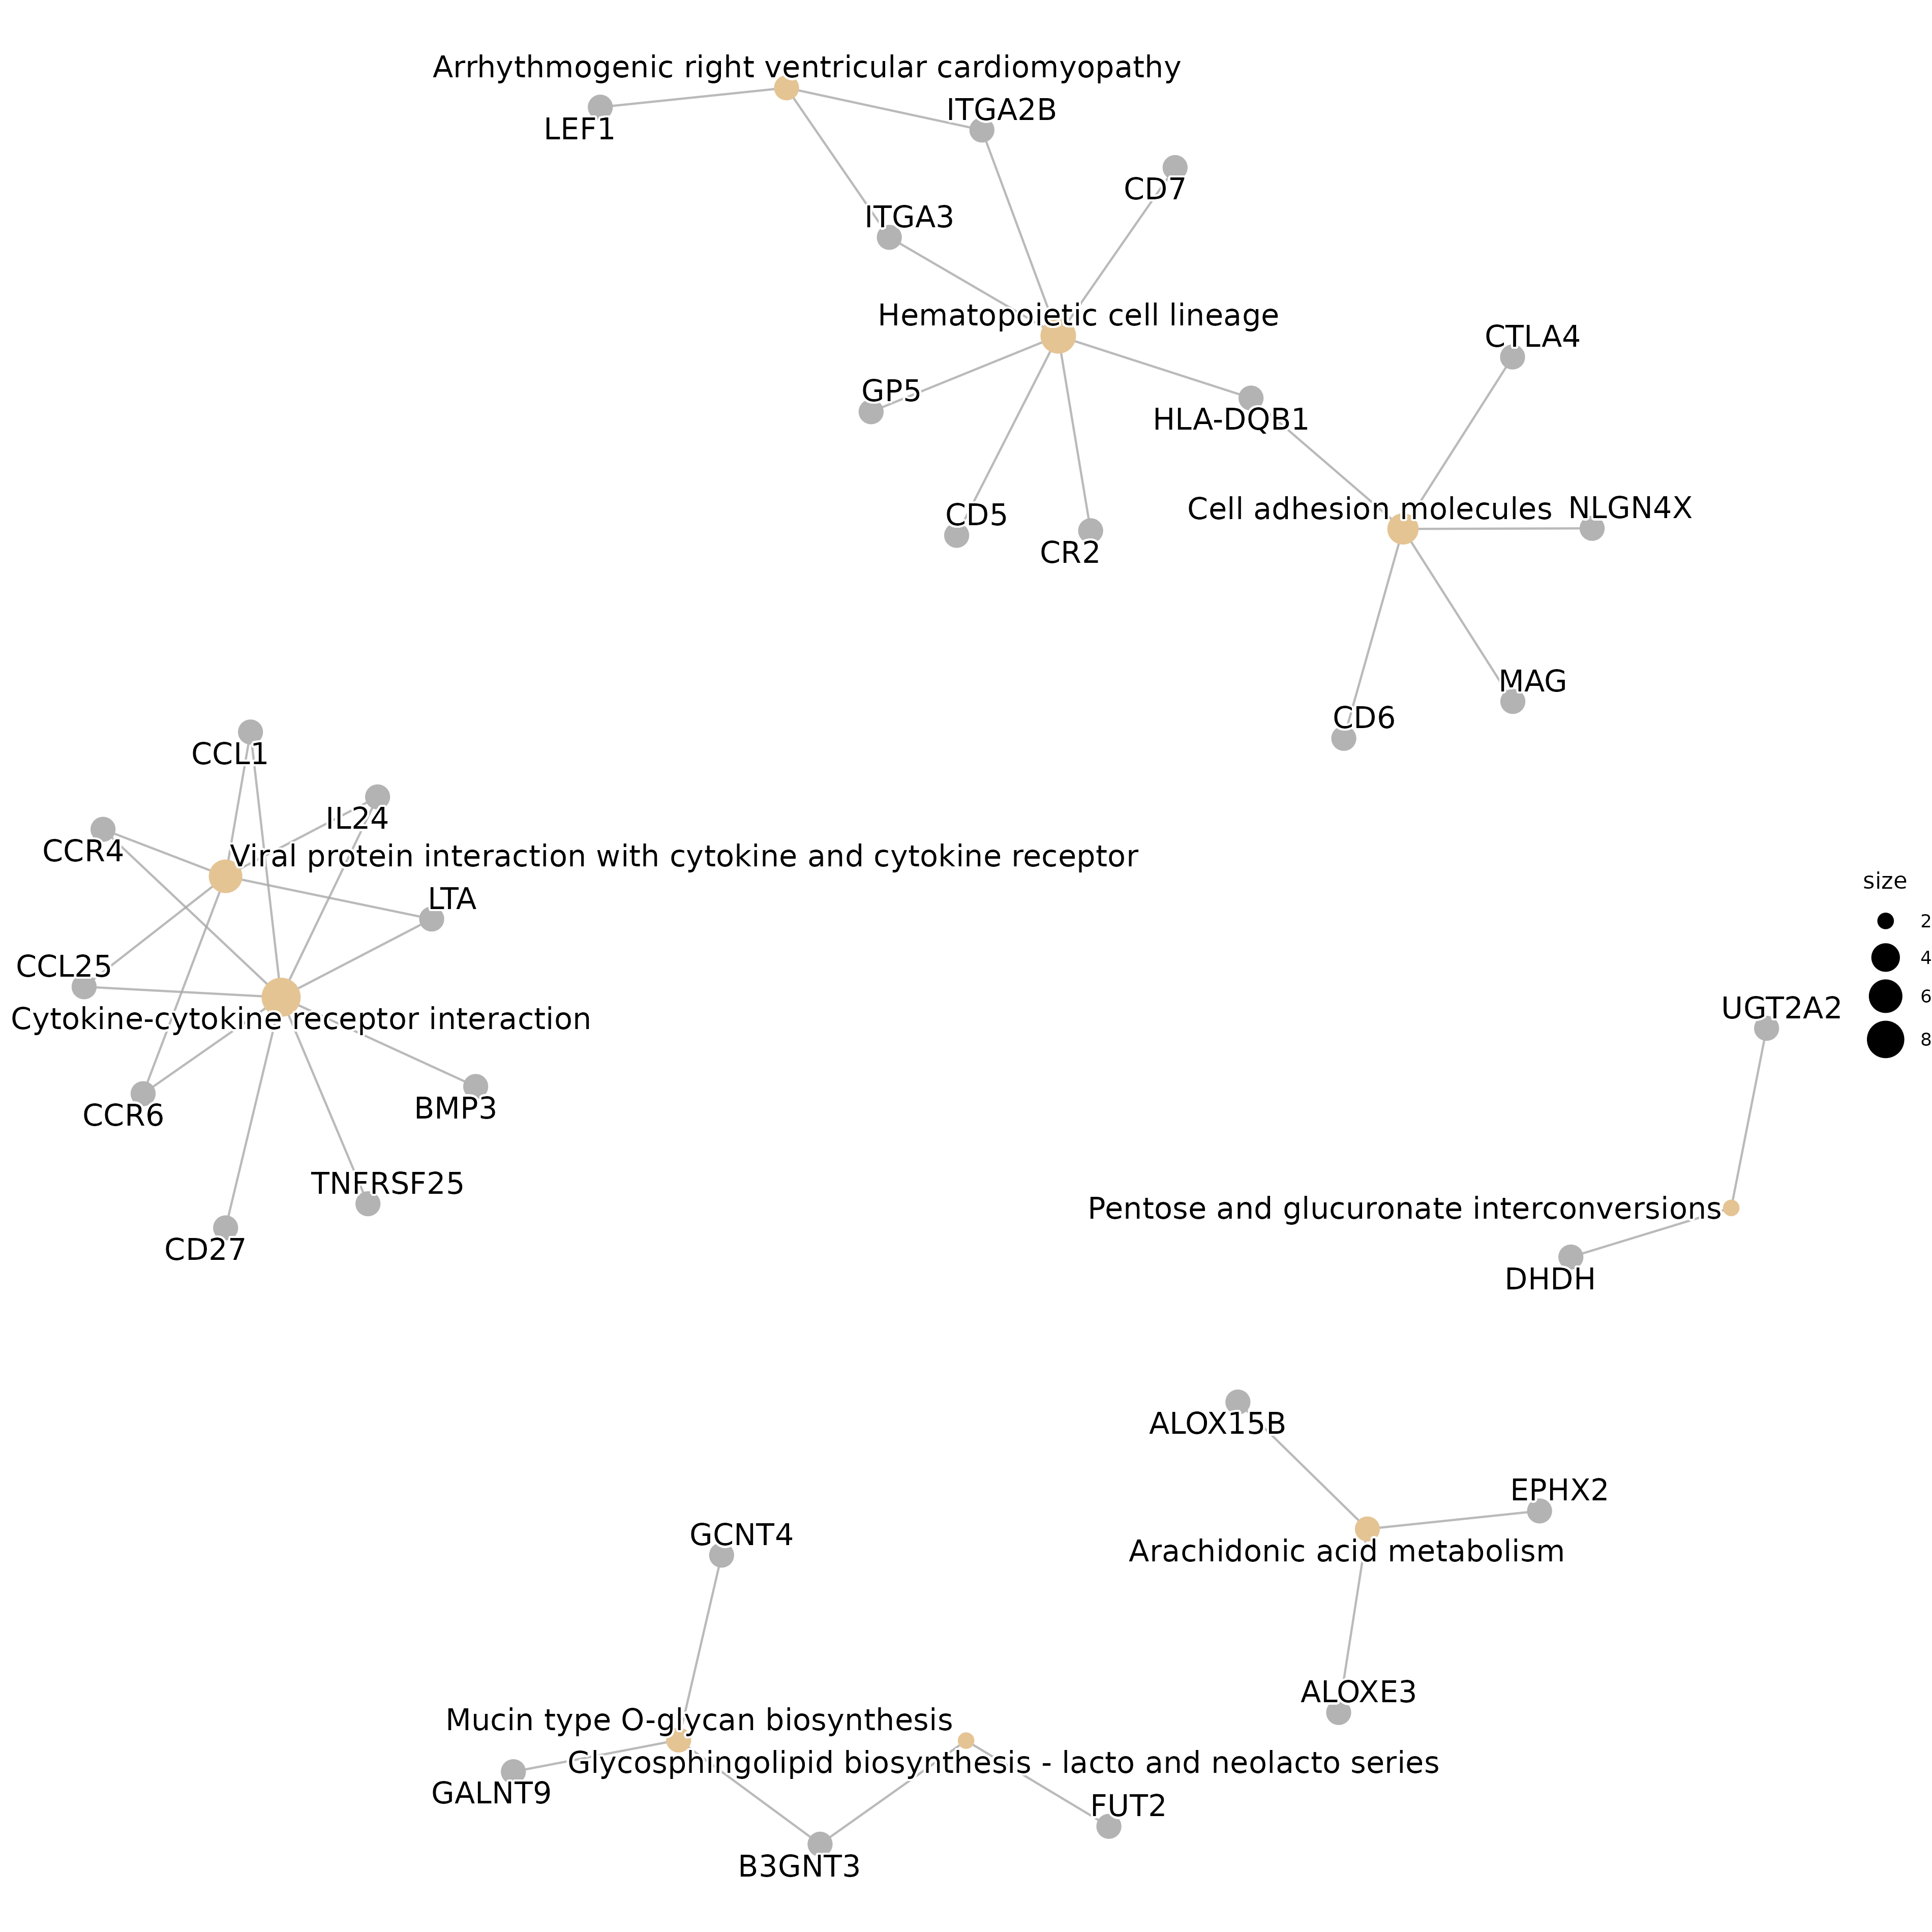 Arrhythmogenic right ventricular cardiomyopathy
ITGA2B
LEF1
CD7
ITGA3
Hematopoietic cell lineage
CTLA4
GP5
HLA-DQB1
Cell adhesion molecules
NLGN4X
CD5
CR2
MAG
CD6
CCL1
IL24
CCR4
Viral protein interaction with cytokine and cytokine receptor
LTA
CCL25
Cytokine-cytokine receptor interaction
BMP3
CCR6
TNFRSF25
CD27
size
2
4
6
8
UGT2A2
Pentose and glucuronate interconversions
DHDH
ALOX15B
EPHX2
Arachidonic acid metabolism
GCNT4
ALOXE3
Mucin type O-glycan biosynthesis
Glycosphingolipid biosynthesis - lacto and neolacto series
GALNT9
FUT2
B3GNT3